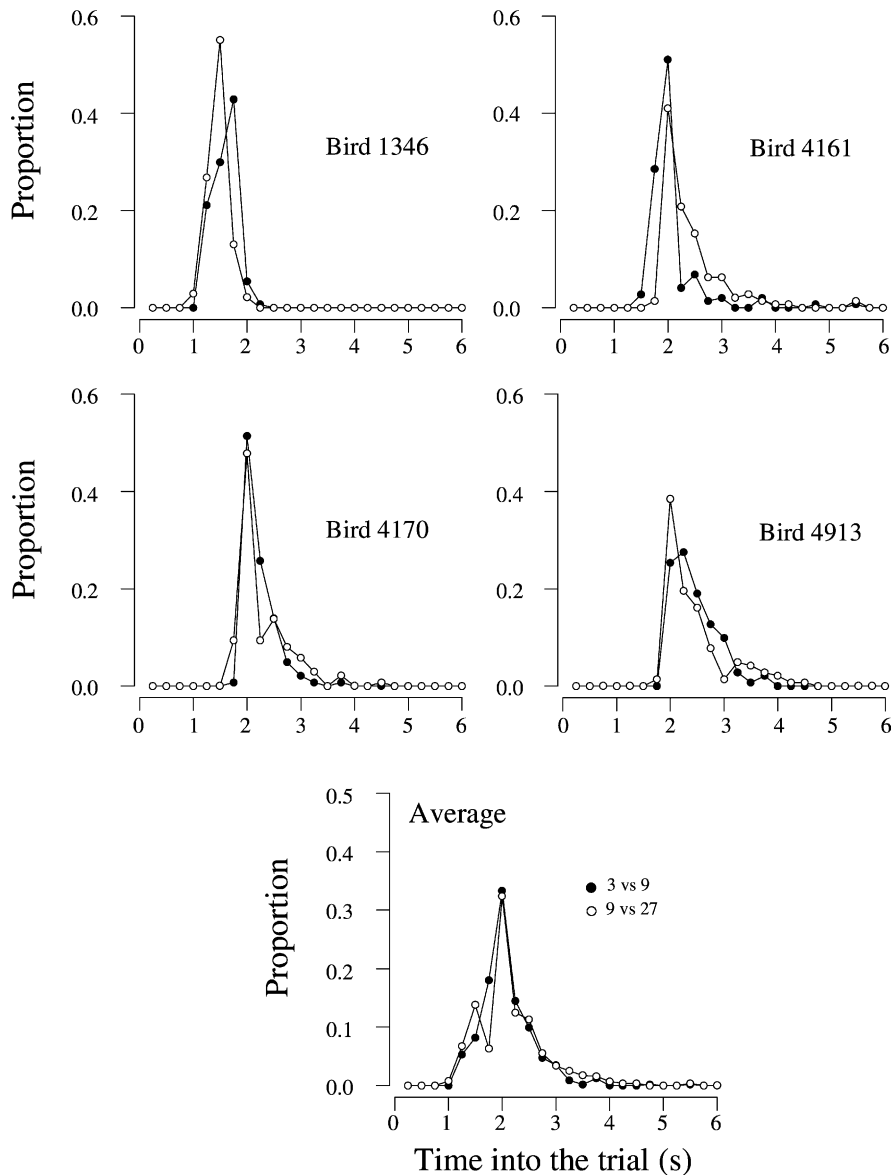 0.6
0.4
0.2
0.0
Proportion
Bird 1346
0 1 2 3 4 5 6
0.6
0.4
0.2
0.0
Bird 4161
0 1 2 3 4 5 6
0.6
0.4
0.2
0.0
Proportion
Bird 4170
0 1 2 3 4 5 6
0.6
0.4
0.2
0.0
Bird 4913
0 1 2 3 4 5 6
0.5
0.4
0.3
0.2
0.1
0.0
Proportion
Average
3 vs 9
9 vs 27
0 1 2 3 4 5 6
Time into the trial (s)